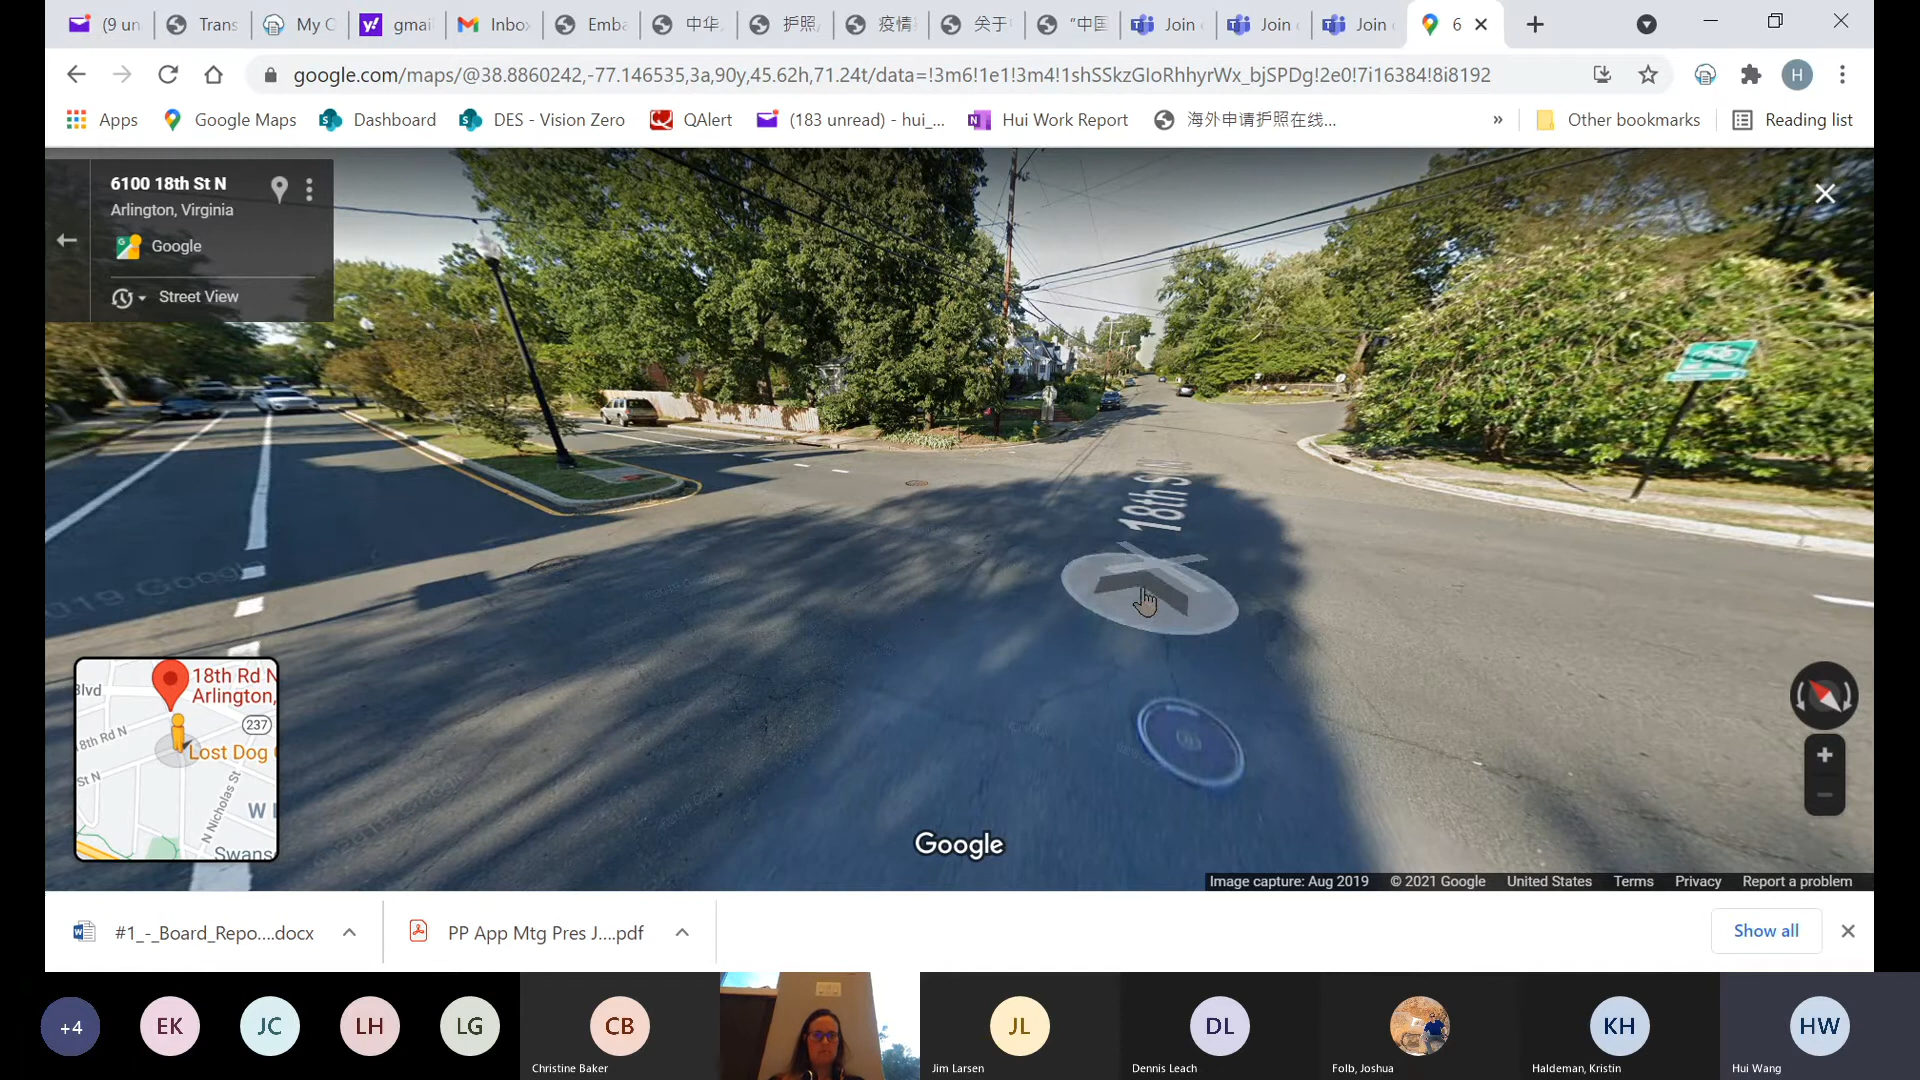 (9 un
Trans
My C
gmai
Inbo
Emba
中华
护照
疫情
关于
"中国
Join
Join
Join
6
google.com/maps/@38.8860242,-77.146535,3a,90y,45.62h,71.24t/data=!3m6!1e1!3m4!1shSSkzGIoRhhyrWx_bjSPDg!2e0!7i16384!8i8192
H
Apps
Google Maps
Dashboard
DES - Vision Zero
QAlert
(183 unread) - hui_...
Hui Work Report
海外申请护照在线...
»
Other bookmarks
Reading list
6100 18th St N
Arlington, Virginia
Google
Street View
18th St N
18th Rd N
Arlington,
Blvd
237
18th Rd N
Lost Dog
St N
N Nicholas St
W
Swans
Google
Image capture: Aug 2019
© 2021 Google
United States
Terms
Privacy
Report a problem
#1_-_Board_Repo....docx
PP App Mtg Pres J....pdf
Show all
+4
EK
JC
LH
LG
CB
JL
DL
KH
HW
Christine Baker
Jim Larsen
Dennis Leach
Folb, Joshua
Haldeman, Kristin
Hui Wang